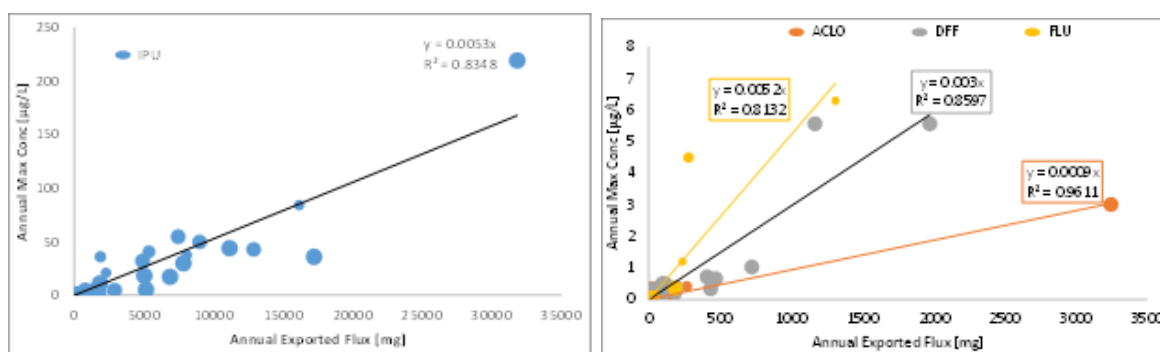 IPU
y = 0.0053x
R² = 0.8348
Annual Max Conc [µg/L]
250
200
150
100
50
0
0 5000 10000 15000 20000 25000 30000 35000
Annual Exported Flux [mg]
ACLO DFF FLU
y = 0.0052x
R² = 0.8132
y = 0.003x
R² = 0.8597
y = 0.0009x
R² = 0.9611
Annual Max Conc [µg/L]
8
7
6
5
4
3
2
1
0
0 500 1000 1500 2000 2500 3000 3500
Annual Exported Flux [mg]